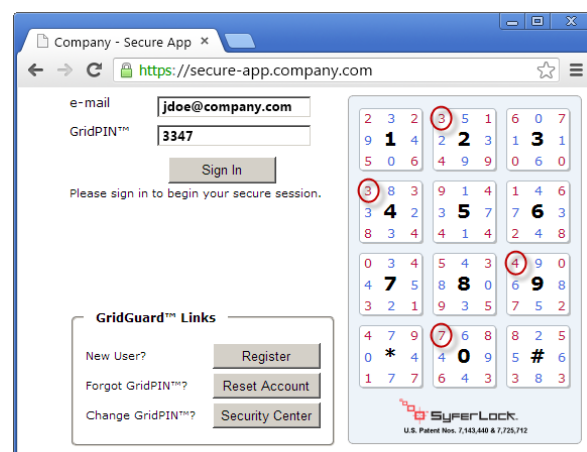 Company - Secure App ×
https://secure-app.company.com
e-mail jdoe@company.com
GridPIN™ 3347
Sign In
Please sign in to begin your secure session.
GridGuard™ Links
New User? Register
Forgot GridPIN™? Reset Account
Change GridPIN™? Security Center
2 3 2 3 5 1 6 0 7
9 1 4 2 2 3 1 3 1
5 0 6 4 9 9 0 6 0
3 8 3 9 1 4 1 4 6
3 4 2 3 5 7 7 6 3
8 3 4 4 1 4 2 4 8
0 3 4 5 4 3 4 9 0
4 7 5 8 8 0 6 9 8
3 2 1 9 3 5 7 5 2
4 7 9 7 6 8 8 2 5
0 * 4 4 0 9 5 # 6
1 7 7 6 4 3 3 8 3
SyferLock.
U.S. Patent Nos. 7,143,440 & 7,725,712